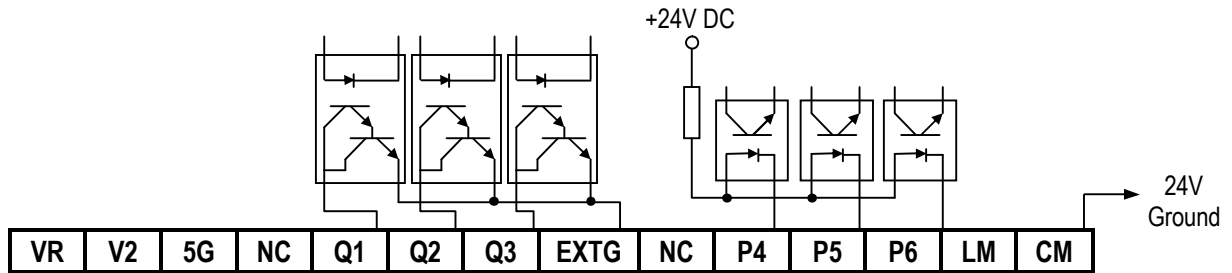 +24V DC
24V
Ground
VR V2 5G NC Q1 Q2 Q3 EXTG NC P4 P5 P6 LM CM